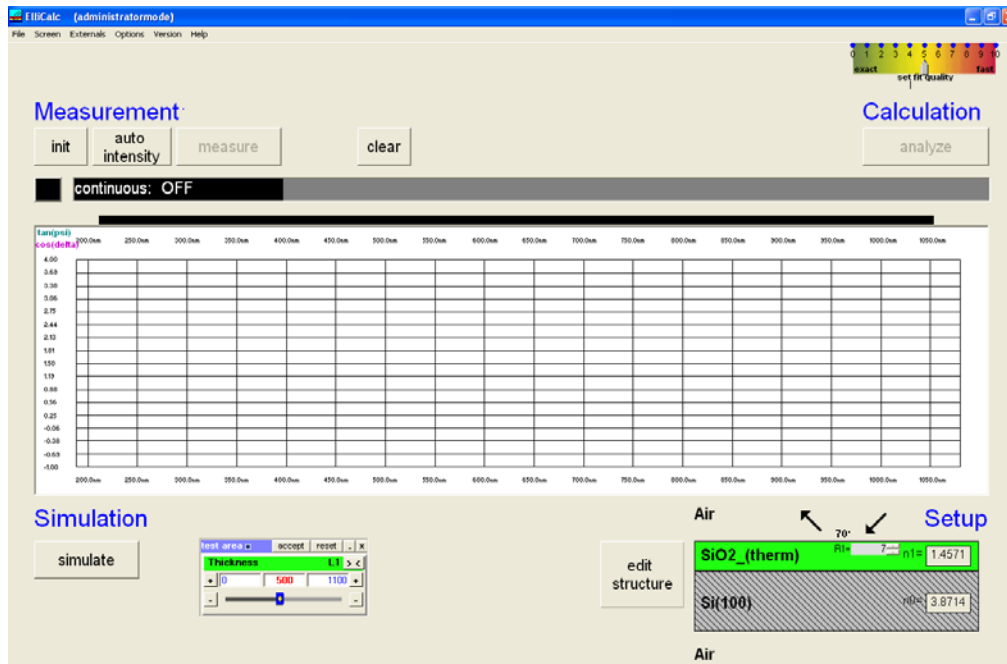 ElliCalc (administratormode)
File Screen Externals Options Version Help
0 1 2 3 4 5 6 7 8 9 10
exact fast
set fit quality
Measurement
Calculation
init
auto intensity
measure
clear
analyze
continuous: OFF
tan(psi)
cos(delta)
200.0nm 250.0nm 300.0nm 350.0nm 400.0nm 450.0nm 500.0nm 550.0nm 600.0nm 650.0nm 700.0nm 750.0nm 800.0nm 850.0nm 900.0nm 950.0nm 1000.0nm 1050.0nm
4.00
3.69
3.38
3.06
2.75
2.44
2.13
1.81
1.50
1.19
0.88
0.56
0.25
-0.06
-0.38
-0.69
-1.00
200.0nm 250.0nm 300.0nm 350.0nm 400.0nm 450.0nm 500.0nm 550.0nm 600.0nm 650.0nm 700.0nm 750.0nm 800.0nm 850.0nm 900.0nm 950.0nm 1000.0nm 1050.0nm
Simulation
Air
Setup
70°
simulate
test area accept reset . x
Thickness L1 > <
+ 0 500 1100 +
- -
edit
structure
SiO2_(therm) n1= 1.4571
Si(100) n0= 3.8714
Air